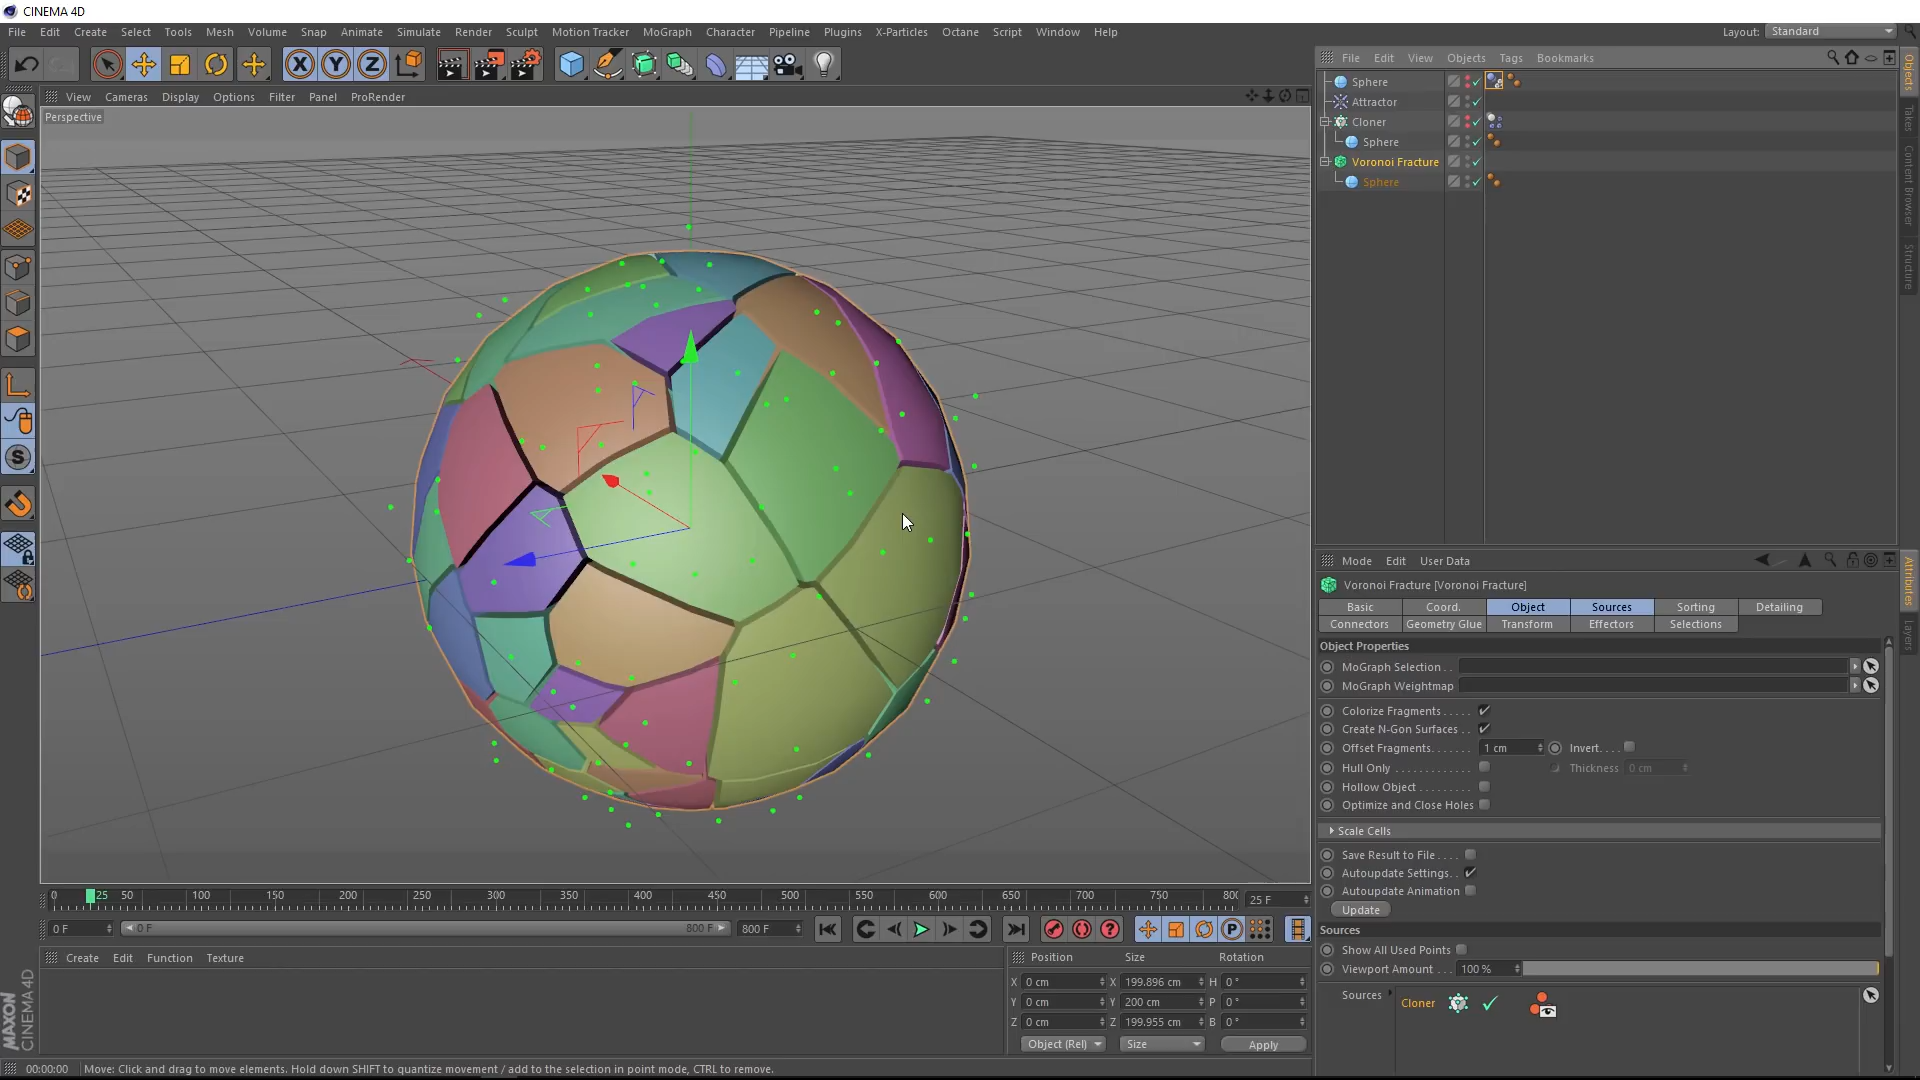 CINEMA 4D
File Edit Create Select Tools Mesh Volume Snap Animate Simulate Render Sculpt Motion Tracker MoGraph Character Pipeline Plugins X-Particles Octane Script Window Help
Layout: Standard
X Y Z
View Cameras Display Options Filter Panel ProRender
Perspective
File Edit View Objects Tags Bookmarks
Sphere
Attractor
Cloner
Sphere
Voronoi Fracture
Sphere
Objects
Takes
Content Browser
Structure
Mode Edit User Data
Voronoi Fracture [Voronoi Fracture]
Basic Coord. Object Sources Sorting Detailing
Connectors Geometry Glue Transform Effectors Selections
Object Properties
MoGraph Selection . .
MoGraph Weightmap
Colorize Fragments . . . . .
Create N-Gon Surfaces . .
Offset Fragments. . . . . . . 1 cm Invert. . . .
Hull Only . . . . . . . . . . . . Thickness 0 cm
Hollow Object . . . . . . . . .
Optimize and Close Holes
Scale Cells
Save Result to File . . . .
Autoupdate Settings. .
Autoupdate Animation
Update
Sources
Show All Used Points
Viewport Amount . . . 100 %
Sources Cloner
Attributes
Layers
0 25 50 100 150 200 250 300 350 400 450 500 550 600 650 700 750 800 25 F
0 F 0 F 800 F 800 F
Create Edit Function Texture
Position Size Rotation
X 0 cm X 199.896 cm H 0 °
Y 0 cm Y 200 cm P 0 °
Z 0 cm Z 199.955 cm B 0 °
Object (Rel) Size Apply
MAXON
CINEMA 4D
00:00:00 Move: Click and drag to move elements. Hold down SHIFT to quantize movement / add to the selection in point mode, CTRL to remove.